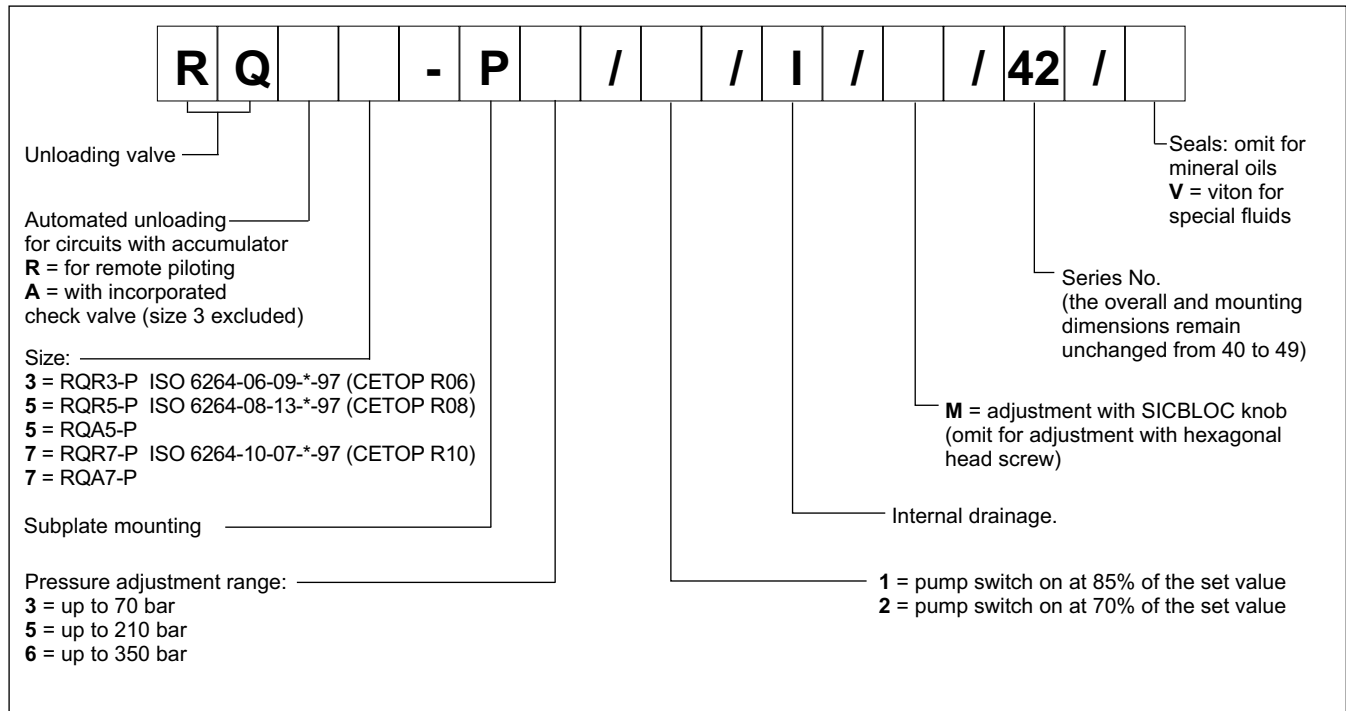 R Q - P / / I / / 42 /
Unloading valve
Automated unloading
for circuits with accumulator
R = for remote piloting
A = with incorporated
check valve (size 3 excluded)
Size:
3 = RQR3-P ISO 6264-06-09-*-97 (CETOP R06)
5 = RQR5-P ISO 6264-08-13-*-97 (CETOP R08)
5 = RQA5-P
7 = RQR7-P ISO 6264-10-07-*-97 (CETOP R10)
7 = RQA7-P
Subplate mounting
Pressure adjustment range:
3 = up to 70 bar
5 = up to 210 bar
6 = up to 350 bar
Seals: omit for
mineral oils
V = viton for
special fluids
Series No.
(the overall and mounting
dimensions remain
unchanged from 40 to 49)
M = adjustment with SICBLOC knob
(omit for adjustment with hexagonal
head screw)
Internal drainage.
1 = pump switch on at 85% of the set value
2 = pump switch on at 70% of the set value